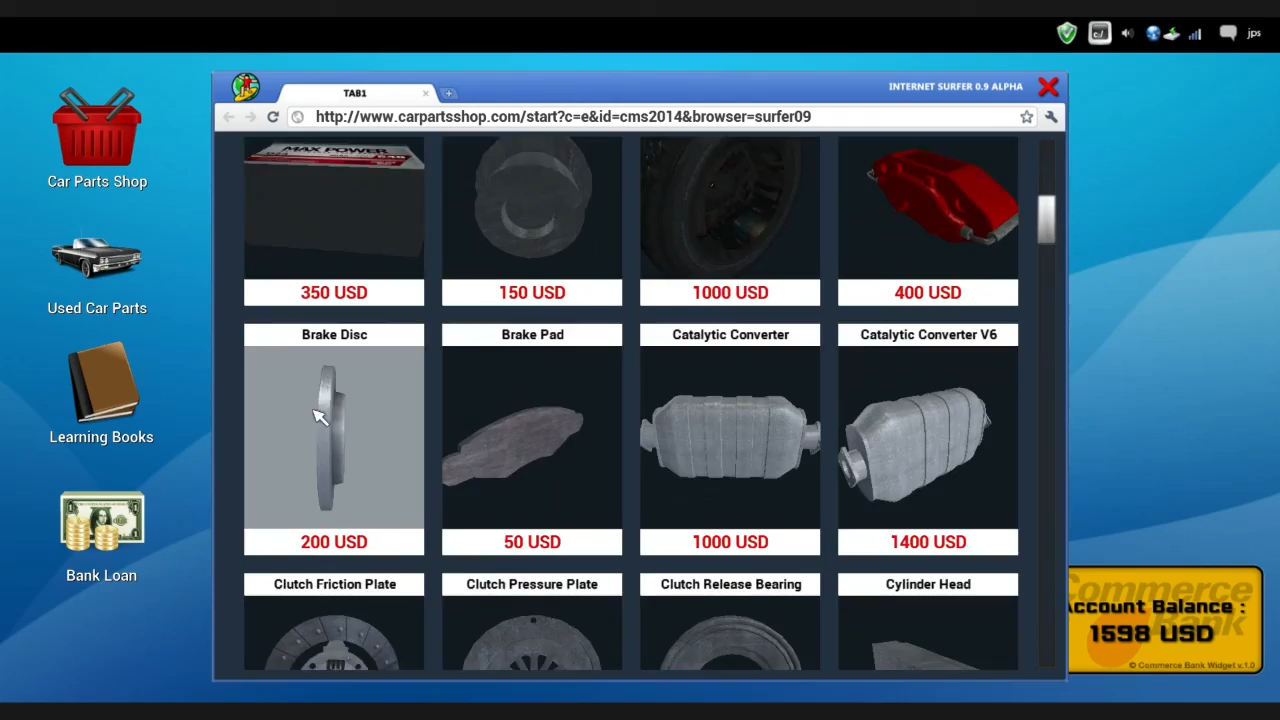 c:/
jps
TAB1
INTERNET SURFER 0.9 ALPHA
http://www.carpartsshop.com/start?c=e&id=cms2014&browser=surfer09
Car Parts Shop
Used Car Parts
Learning Books
Bank Loan
MAX POWER
350 USD
150 USD
1000 USD
400 USD
Brake Disc
Brake Pad
Catalytic Converter
Catalytic Converter V6
200 USD
50 USD
1000 USD
1400 USD
Clutch Friction Plate
Clutch Pressure Plate
Clutch Release Bearing
Cylinder Head
Commerce
Bank
Account Balance :
1598 USD
© Commerce Bank Widget v.1.0